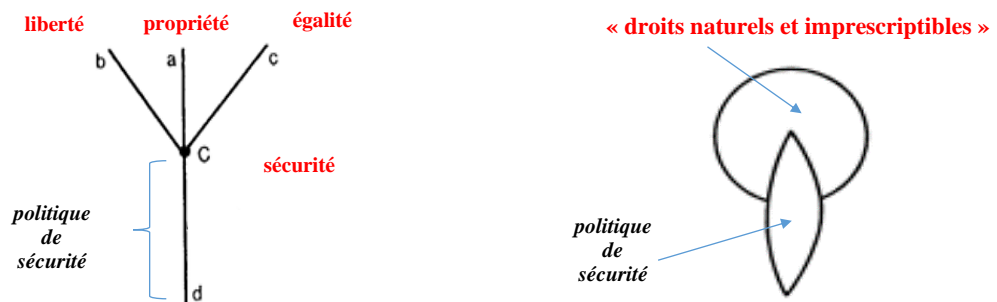 liberté propriété égalité
b a c
C
sécurité
politique
de
sécurité
d
« droits naturels et imprescriptibles »
politique
de
sécurité